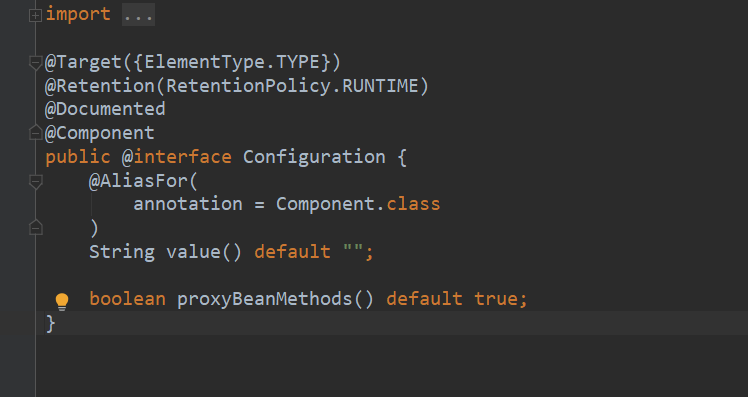 import ...
@Target({ElementType.TYPE})
@Retention(RetentionPolicy.RUNTIME)
@Documented
@Component
public @interface Configuration {
    @AliasFor(
        annotation = Component.class
    )
    String value() default "";
    boolean proxyBeanMethods() default true;
}